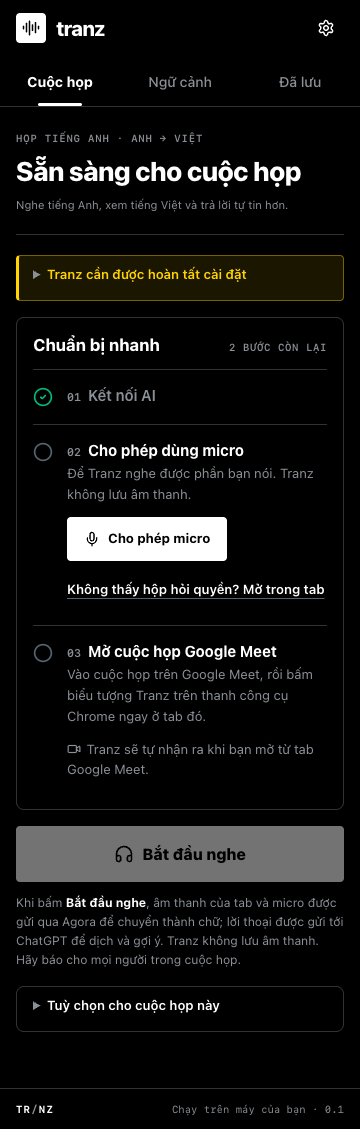 tranz
Cuộc họp
Ngữ cảnh
Đã lưu
HỌP TIẾNG ANH · ANH → VIỆT
Sẵn sàng cho cuộc họp
Nghe tiếng Anh, xem tiếng Việt và trả lời tự tin hơn.
Tranz cần được hoàn tất cài đặt
Chuẩn bị nhanh
2 BƯỚC CÒN LẠI
01 Kết nối AI
02 Cho phép dùng micro
Để Tranz nghe được phần bạn nói. Tranz
không lưu âm thanh.
Cho phép micro
Không thấy hộp hỏi quyền? Mở trong tab
03 Mở cuộc họp Google Meet
Vào cuộc họp trên Google Meet, rồi bấm
biểu tượng Tranz trên thanh công cụ
Chrome ngay ở tab đó.
Tranz sẽ tự nhận ra khi bạn mở từ tab
Google Meet.
Bắt đầu nghe
Khi bấm Bắt đầu nghe, âm thanh của tab và micro được
gửi qua Agora để chuyển thành chữ; lời thoại được gửi tới
ChatGPT để dịch và gợi ý. Tranz không lưu âm thanh.
Hãy báo cho mọi người trong cuộc họp.
Tuỳ chọn cho cuộc họp này
TR/NZ
Chạy trên máy của bạn · 0.1